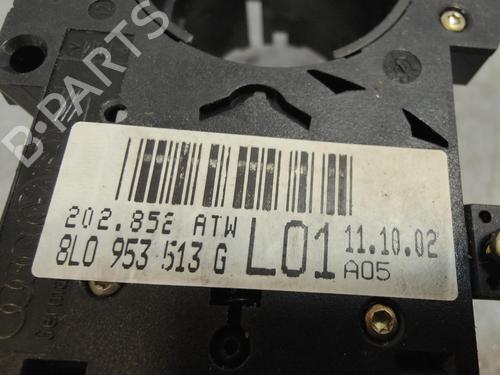 B-PARTS
202.852 ATW
8L0 953 513 G L01 11.10.02
A05